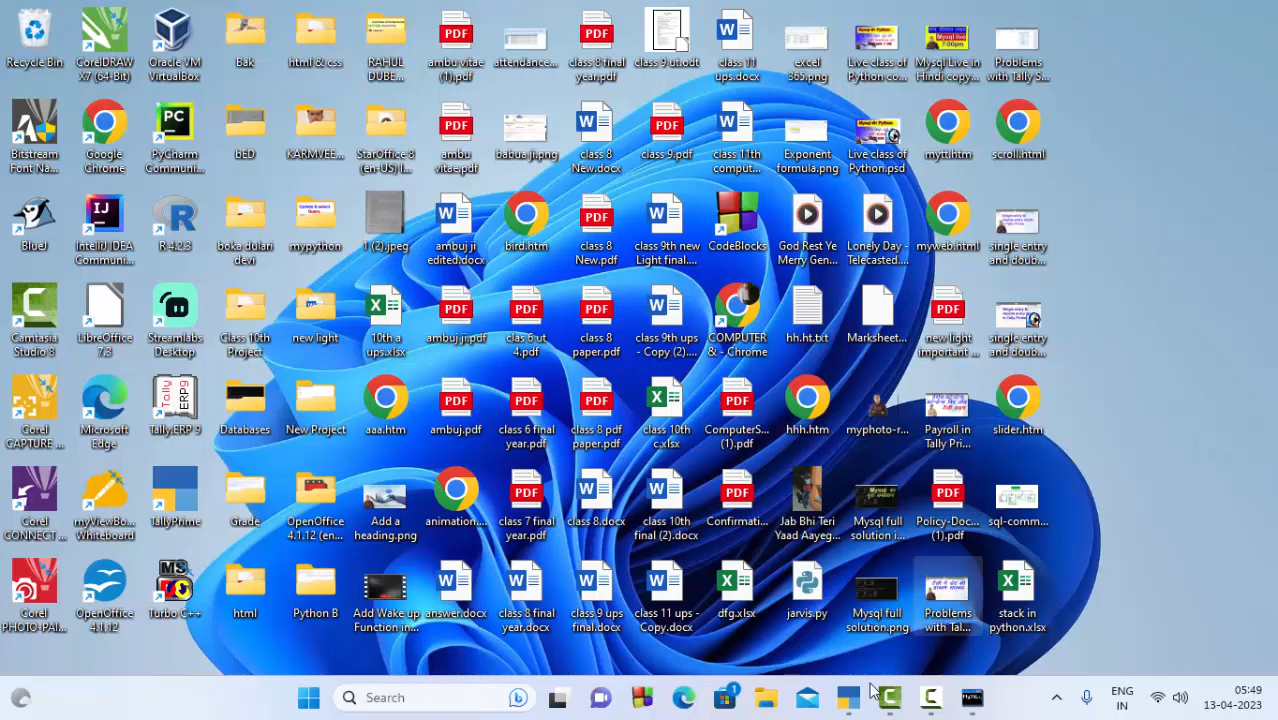 Recycle Bin
CorelDRAW
X7 (64-Bit)
Oracle VM
VirtualBox
Bak
html & css
RAHUL
DUBE...
ambu vitae
(1).pdf
attendance...
class 8 final
year.pdf
class 9 ut.odt
class 11
ups.docx
excel
365.png
Live class of
Python co...
Mysql Live in
Hindi copy...
Problems
with Tally S...
Bitstream
Font Na...
Google
Chrome
PyCharm
Communi...
bED
KARMVEE...
StarOffice 8
(en-US) I...
ambu
vitae.pdf
babua ji.png
class 8
New.docx
class 9.pdf
class 11th
comput...
Exponent
formula.png
Live class of
Python.psd
mytt.htm
scroll.html
BlueJ
IntelliJ IDEA
Communi...
R 4.2.3
boka dulari
devi
mypython
1 (2).jpeg
ambuj ji
edited.docx
bird.htm
class 8
New.pdf
class 9th new
Light final....
CodeBlocks
God Rest Ye
Merry Gen...
Lonely Day -
Telecasted....
myweb.html
single entry
and doub...
Camtasia
Studio 8
LibreOffice
7.3
Streamlabs
Desktop
Class 10th
Project
new light
10th a
ups.xlsx
ambuj ji.pdf
clas 6 ut
4.pdf
class 8
paper.pdf
class 9th ups
- Copy (2)....
COMPUTER
& - Chrome
hh.ht.txt
Marksheet...
new light
important ...
single entry
and doub...
Corel
CAPTURE ...
Microsoft
Edge
Tally.ERP 9
Databases
New Project
aaa.htm
ambuj.pdf
class 6 final
year.pdf
class 8 pdf
paper.pdf
class 10th
c.xlsx
ComputerS...
(1).pdf
hhh.htm
myphoto-r...
Payroll in
Tally Pri...
slider.htm
Corel
CONNECT ...
myViewBo...
Whiteboard
TallyPrime
Grade
OpenOffice
4.1.12 (en...
Add a
heading.png
animation....
class 7 final
year.pdf
class 8.docx
class 10th
final (2).docx
Confirmati...
Jab Bhi Teri
Yaad Aayeg...
Mysql full
solution i...
Policy-Doc...
(1).pdf
sql-comm...
Corel
PHOTO-PAI...
OpenOffice
4.1.12
Turbo C++
html
Python B
Add Wake up
Function in...
answer.docx
class 8 final
year.docx
class 9 ups
final.docx
class 11 ups -
Copy.docx
dfg.xlsx
jarvis.py
Mysql full
solution.png
Problems
with Tal...
stack in
python.xlsx
Search
1
ENG
IN
05:49
13-04-2023